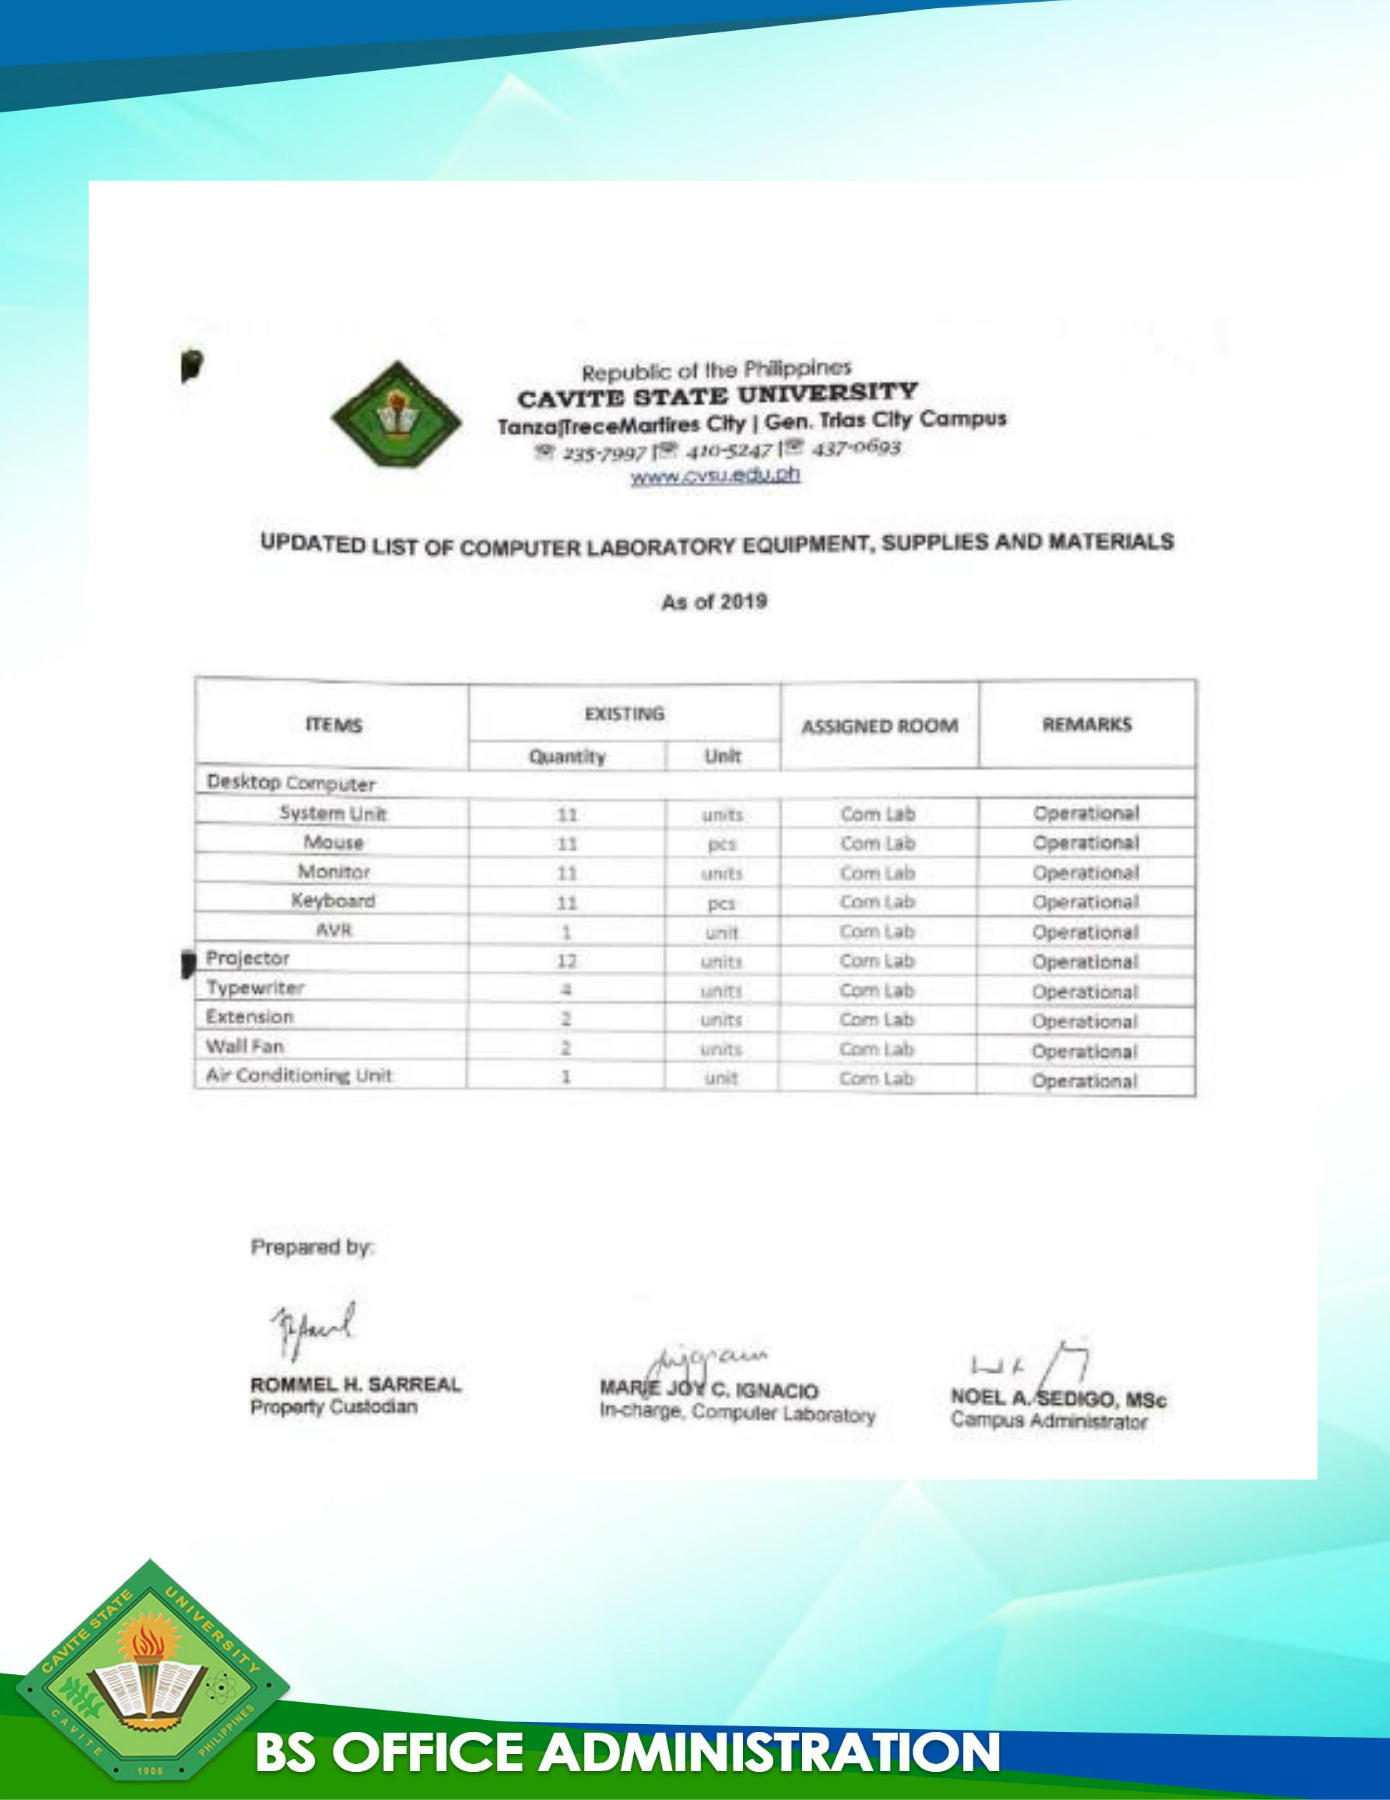 Republic of the Philippines
CAVITE STATE UNIVERSITY
Tanza|TreceMartires City | Gen. Trias City Campus
☏ 235-7997 |☏ 410-5247 |☏ 437-0693
www.cvsu.edu.ph
UPDATED LIST OF COMPUTER LABORATORY EQUIPMENT, SUPPLIES AND MATERIALS
As of 2019
ITEMS EXISTING ASSIGNED ROOM REMARKS
Quantity Unit
Desktop Computer
System Unit 11 units Com Lab Operational
Mouse 11 pcs Com Lab Operational
Monitor 11 units Com Lab Operational
Keyboard 11 pcs Com Lab Operational
AVR 1 unit Com Lab Operational
Projector 12 units Com Lab Operational
Typewriter 4 units Com Lab Operational
Extension 2 units Com Lab Operational
Wall Fan 2 units Com Lab Operational
Air Conditioning Unit 1 unit Com Lab Operational
Prepared by:
ROMMEL H. SARREAL
Property Custodian
MARIE JOY C. IGNACIO
In-charge, Computer Laboratory
NOEL A. SEDIGO, MSc
Campus Administrator
CAVITE STATE UNIVERSITY
CAVITE PHILIPPINES
1906
BS OFFICE ADMINISTRATION